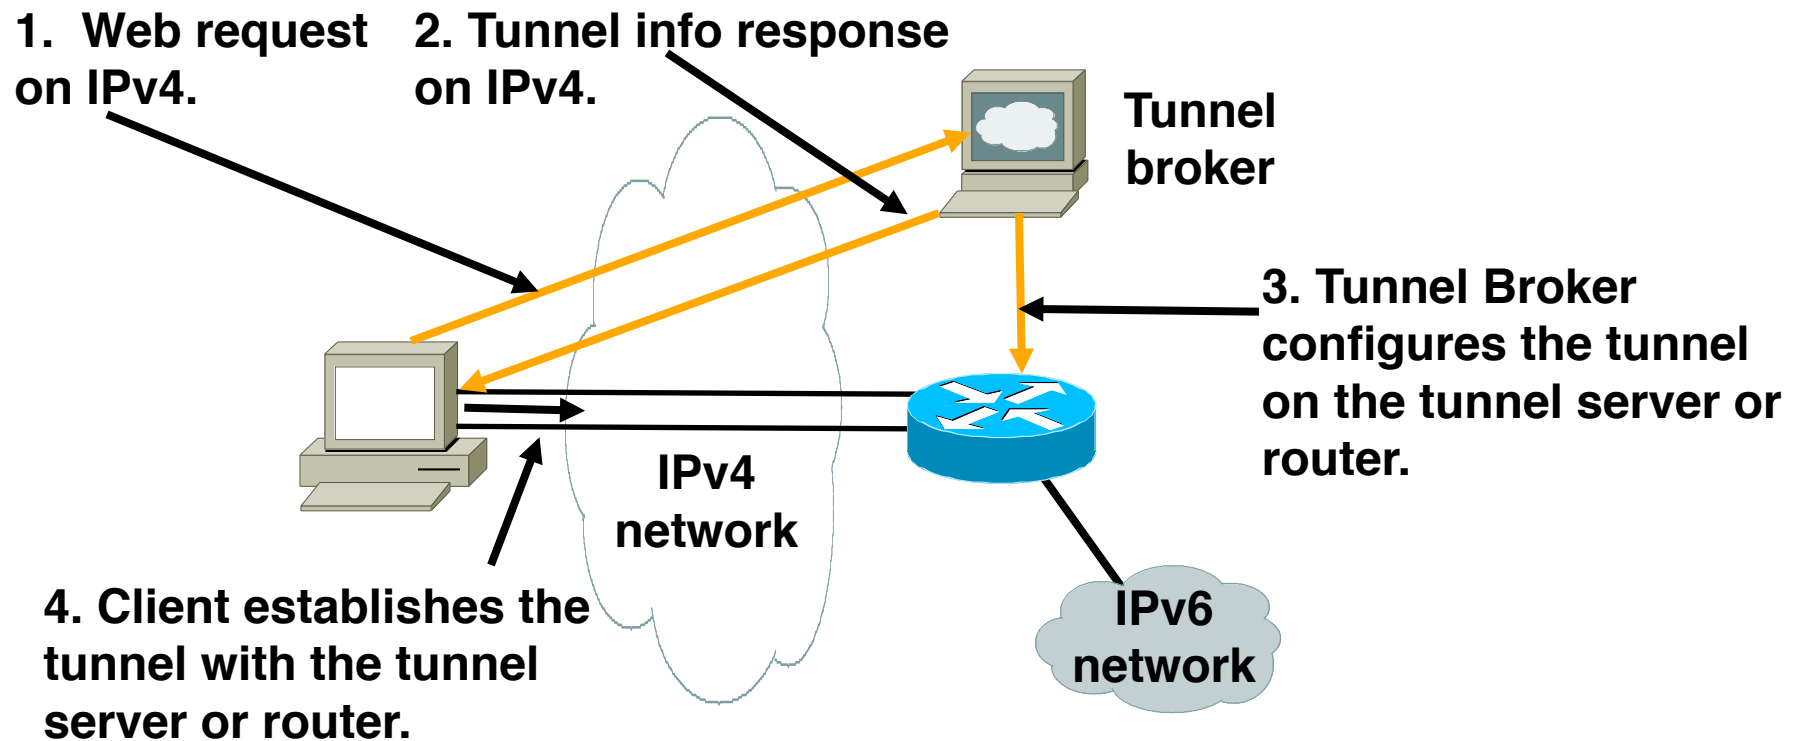 1. Web request
on IPv4.
2. Tunnel info response
on IPv4.
Tunnel
broker
3. Tunnel Broker
configures the tunnel
on the tunnel server or
router.
IPv4
network
4. Client establishes the
tunnel with the tunnel
server or router.
IPv6
network